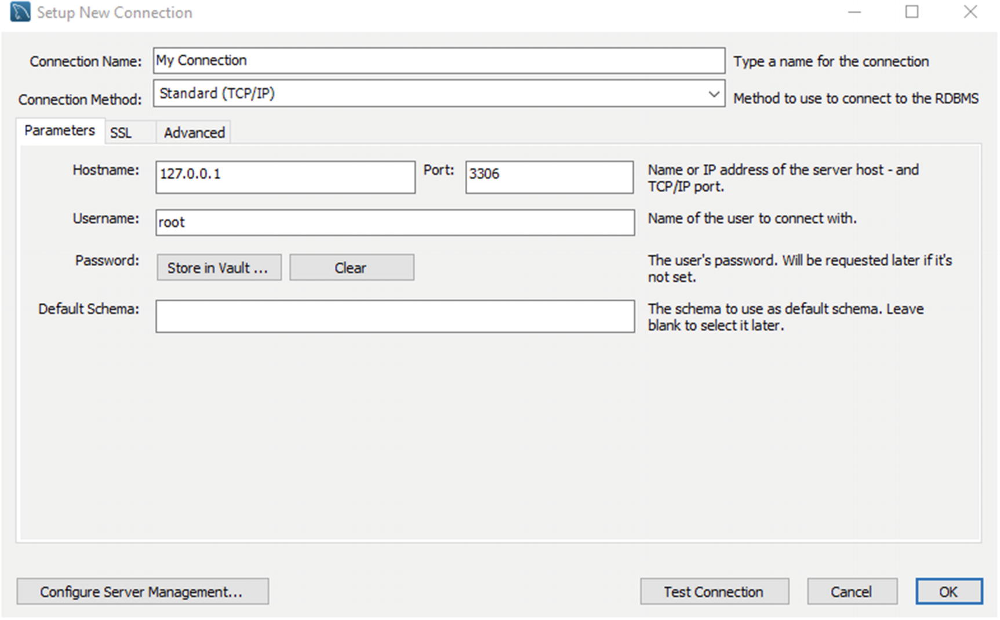 Setup New Connection
Connection Name: My Connection Type a name for the connection
Connection Method: Standard (TCP/IP) Method to use to connect to the RDBMS
Parameters SSL Advanced
Hostname: 127.0.0.1 Port: 3306 Name or IP address of the server host - and
TCP/IP port.
Username: root Name of the user to connect with.
Password: Store in Vault ... Clear The user's password. Will be requested later if it's
not set.
Default Schema: The schema to use as default schema. Leave
blank to select it later.
Configure Server Management... Test Connection Cancel OK